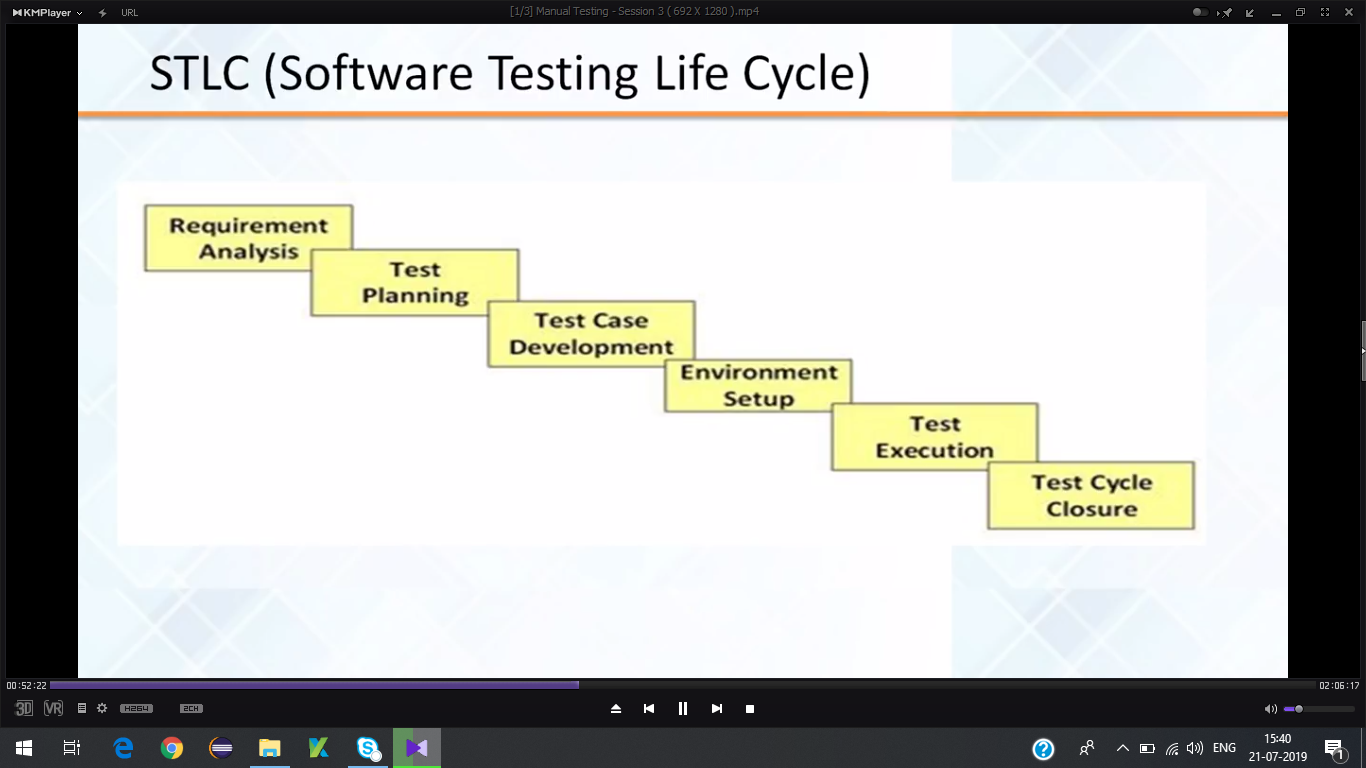 KMPlayer
URL
[1/3] Manual Testing - Session 3 ( 692 X 1280 ).mp4
STLC (Software Testing Life Cycle)
Requirement
Analysis
Test
Planning
Test Case
Development
Environment
Setup
Test
Execution
Test Cycle
Closure
00:52:22
02:06:17
3D
VR
H264
2CH
ENG
15:40
21-07-2019
1